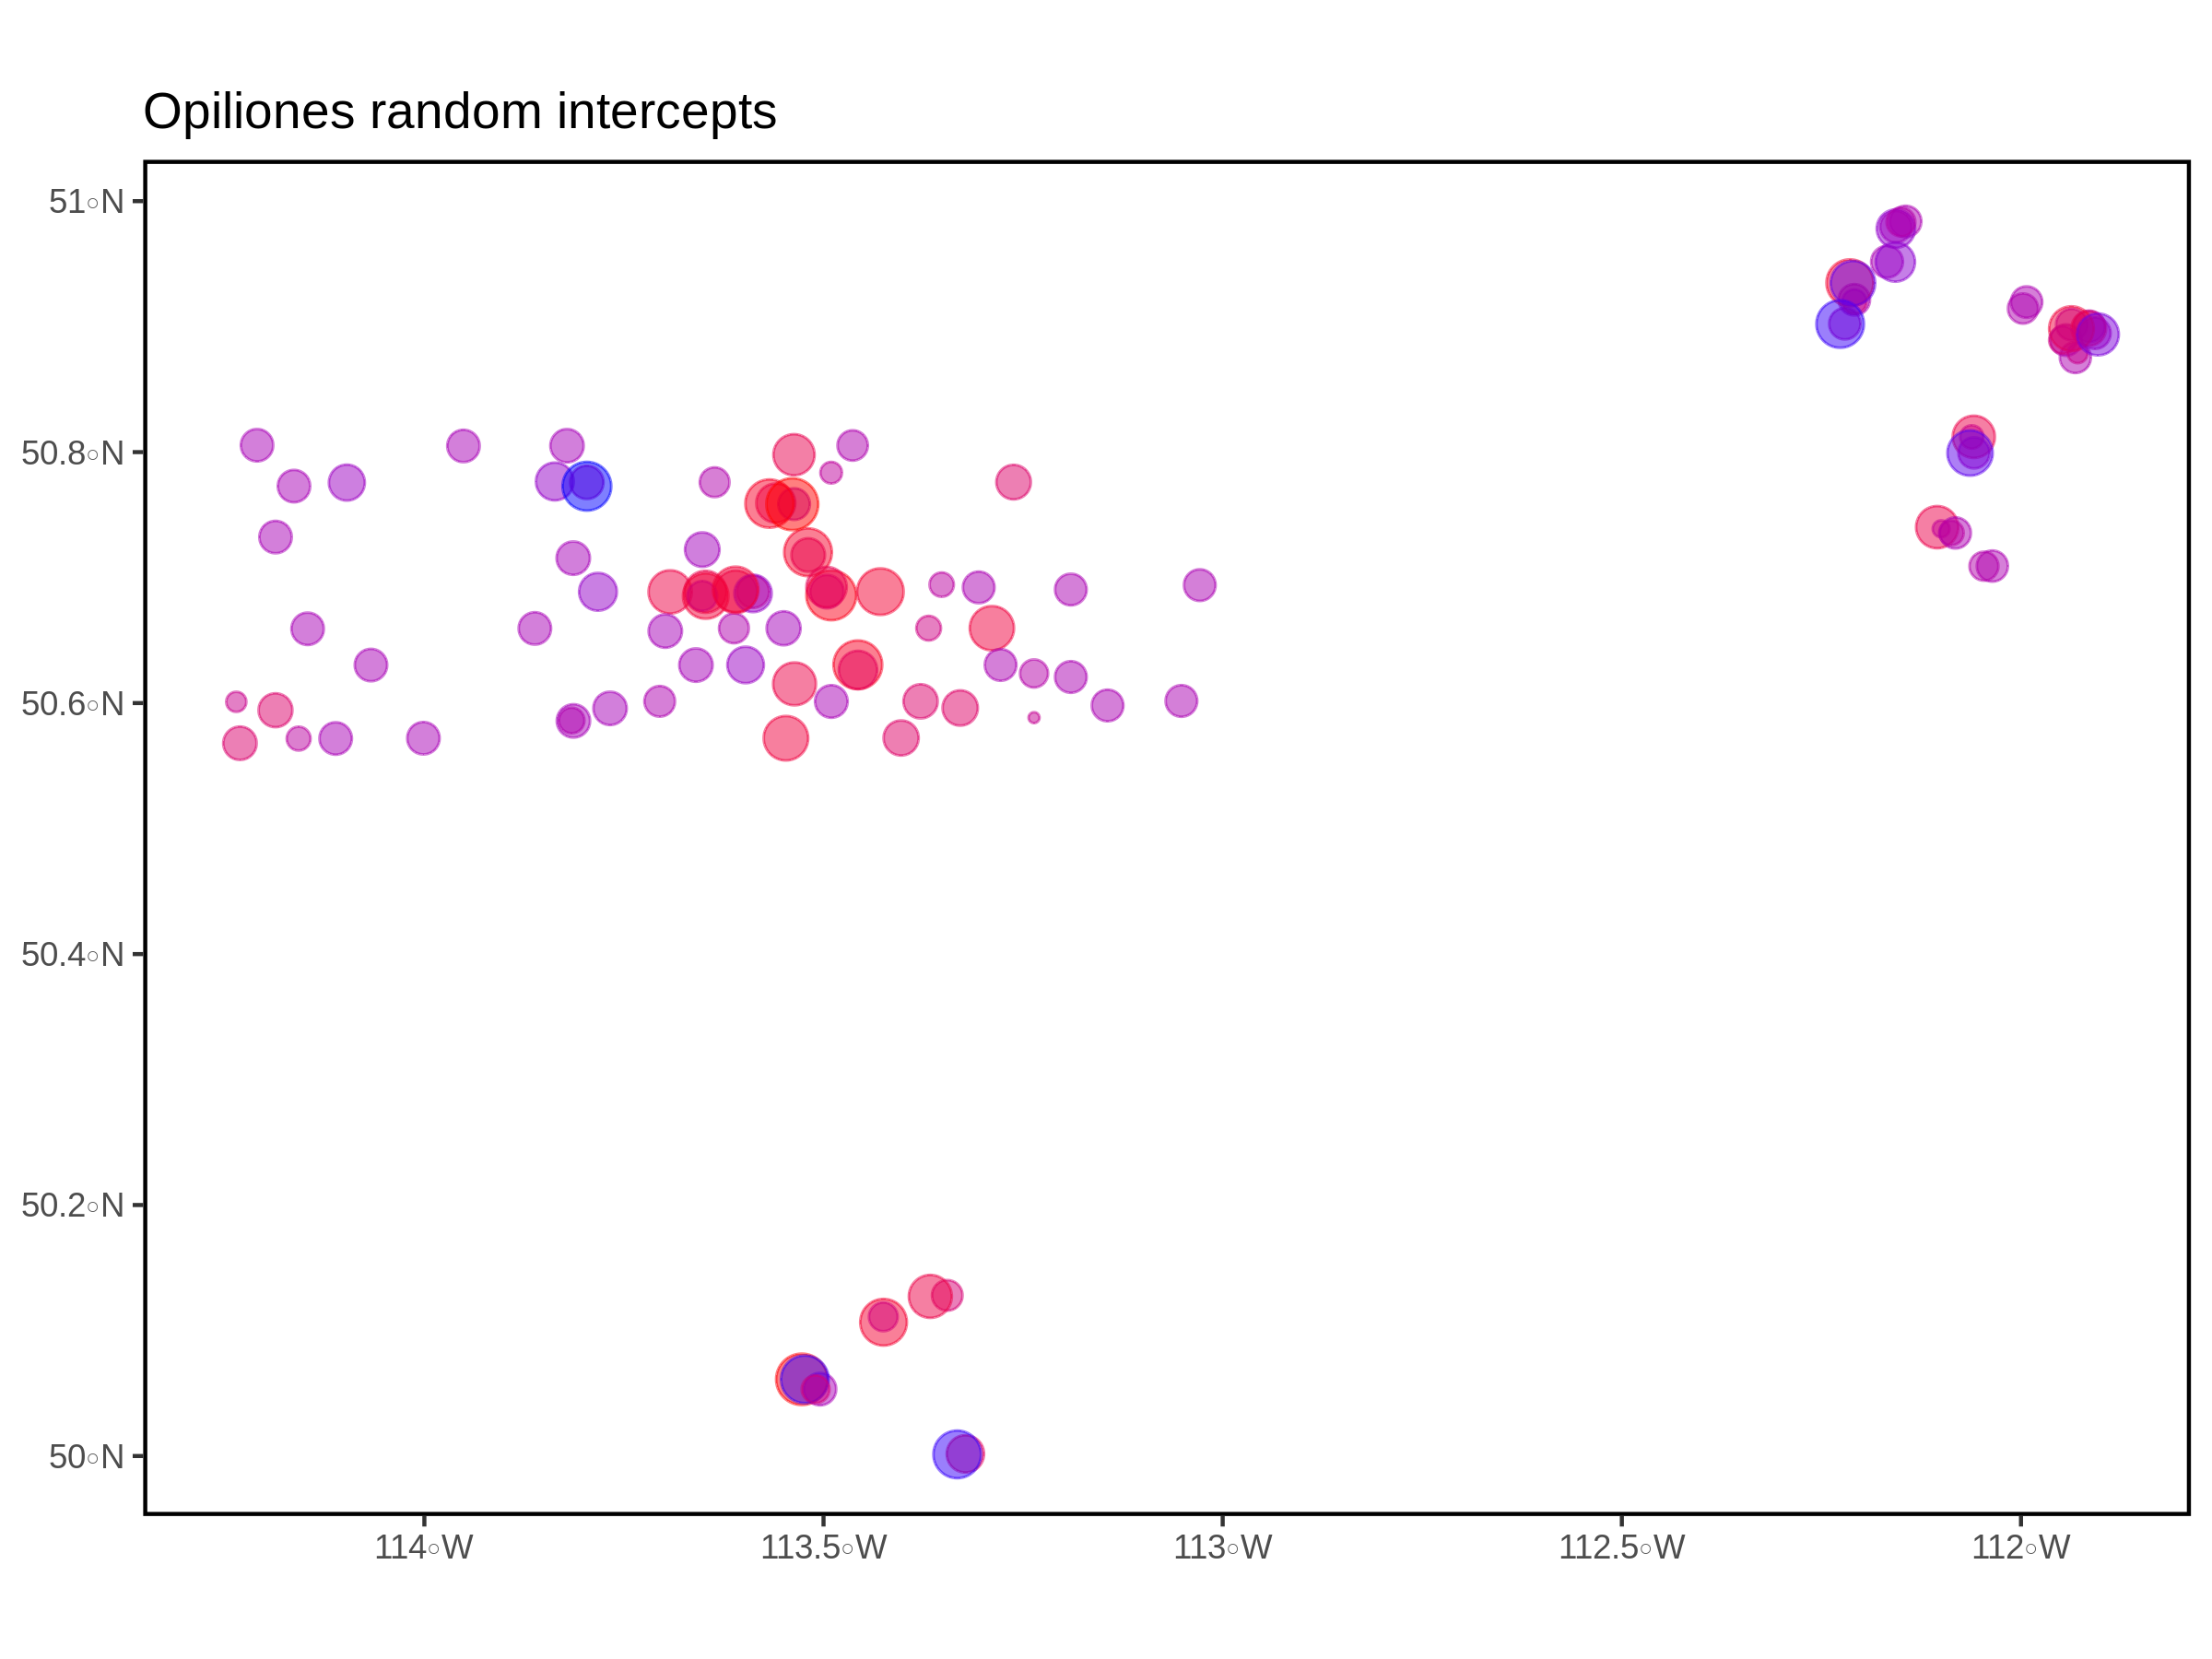 Opiliones random intercepts
51◦N
50.8◦N
50.6◦N
50.4◦N
50.2◦N
50◦N
114◦W 113.5◦W 113◦W 112.5◦W 112◦W